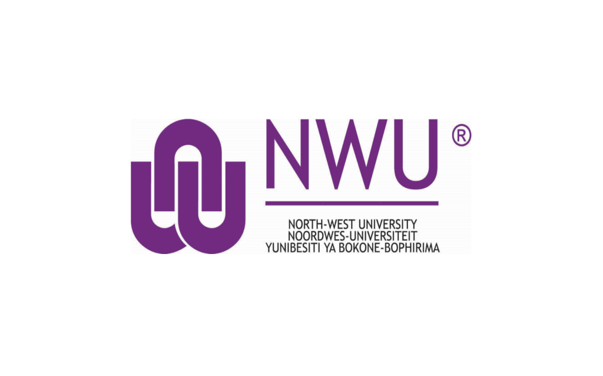 NWU ®
NORTH-WEST UNIVERSITY
NOORDWES-UNIVERSITEIT
YUNIBESITI YA BOKONE-BOPHIRIMA